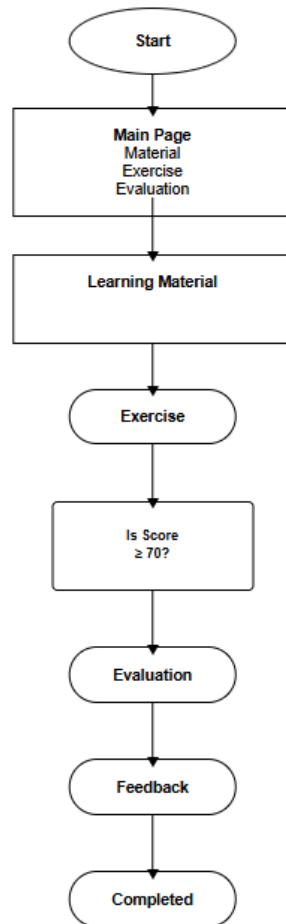 Start
Main Page
Material
Exercise
Evaluation
Learning Material
Exercise
Is Score
≥ 70?
Evaluation
Feedback
Completed